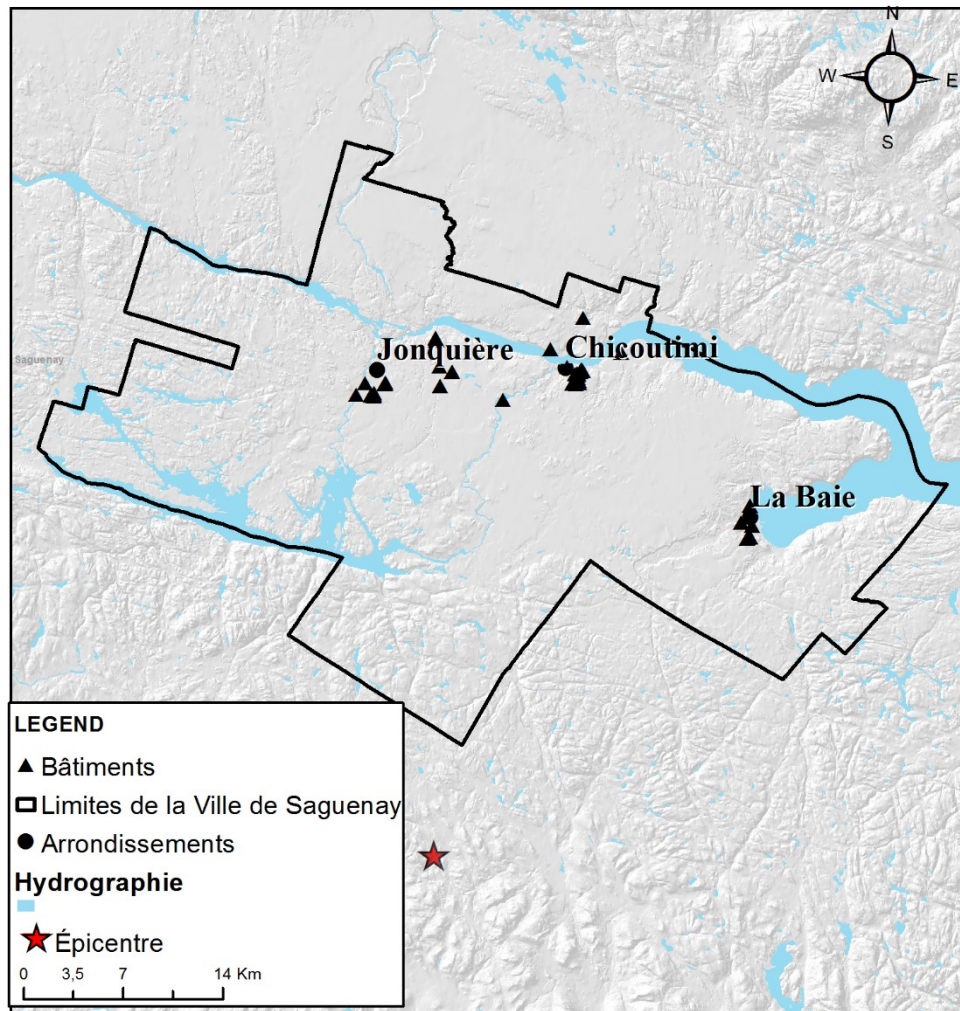 N
W E
S
Jonquière Chicoutimi
Saguenay
La Baie
LEGEND
Bâtiments
Limites de la Ville de Saguenay
Arrondissements
Hydrographie
Épicentre
0 3,5 7 14 Km